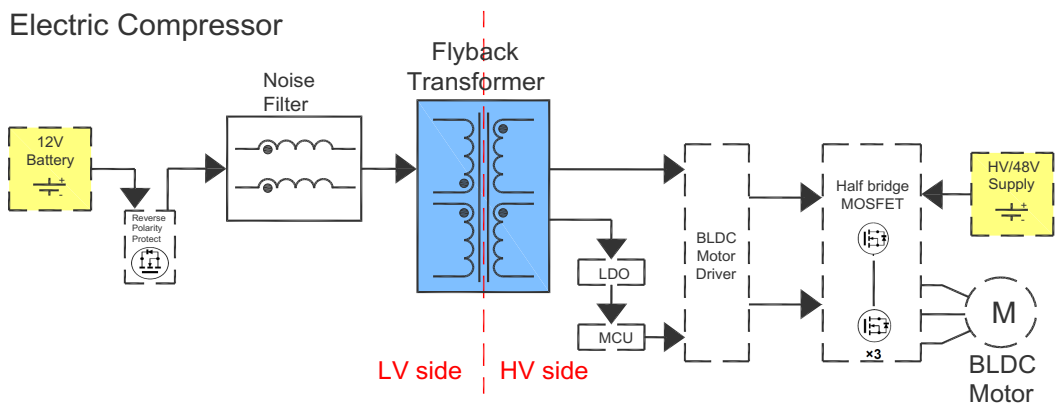 Electric Compressor
Flyback
Transformer
Noise
Filter
12V
Battery
+
-
Reverse
Polarity
Protect
LDO
MCU
BLDC
Motor
Driver
Half bridge
MOSFET
×3
HV/48V
Supply
+
-
M
BLDC
Motor
LV side
HV side